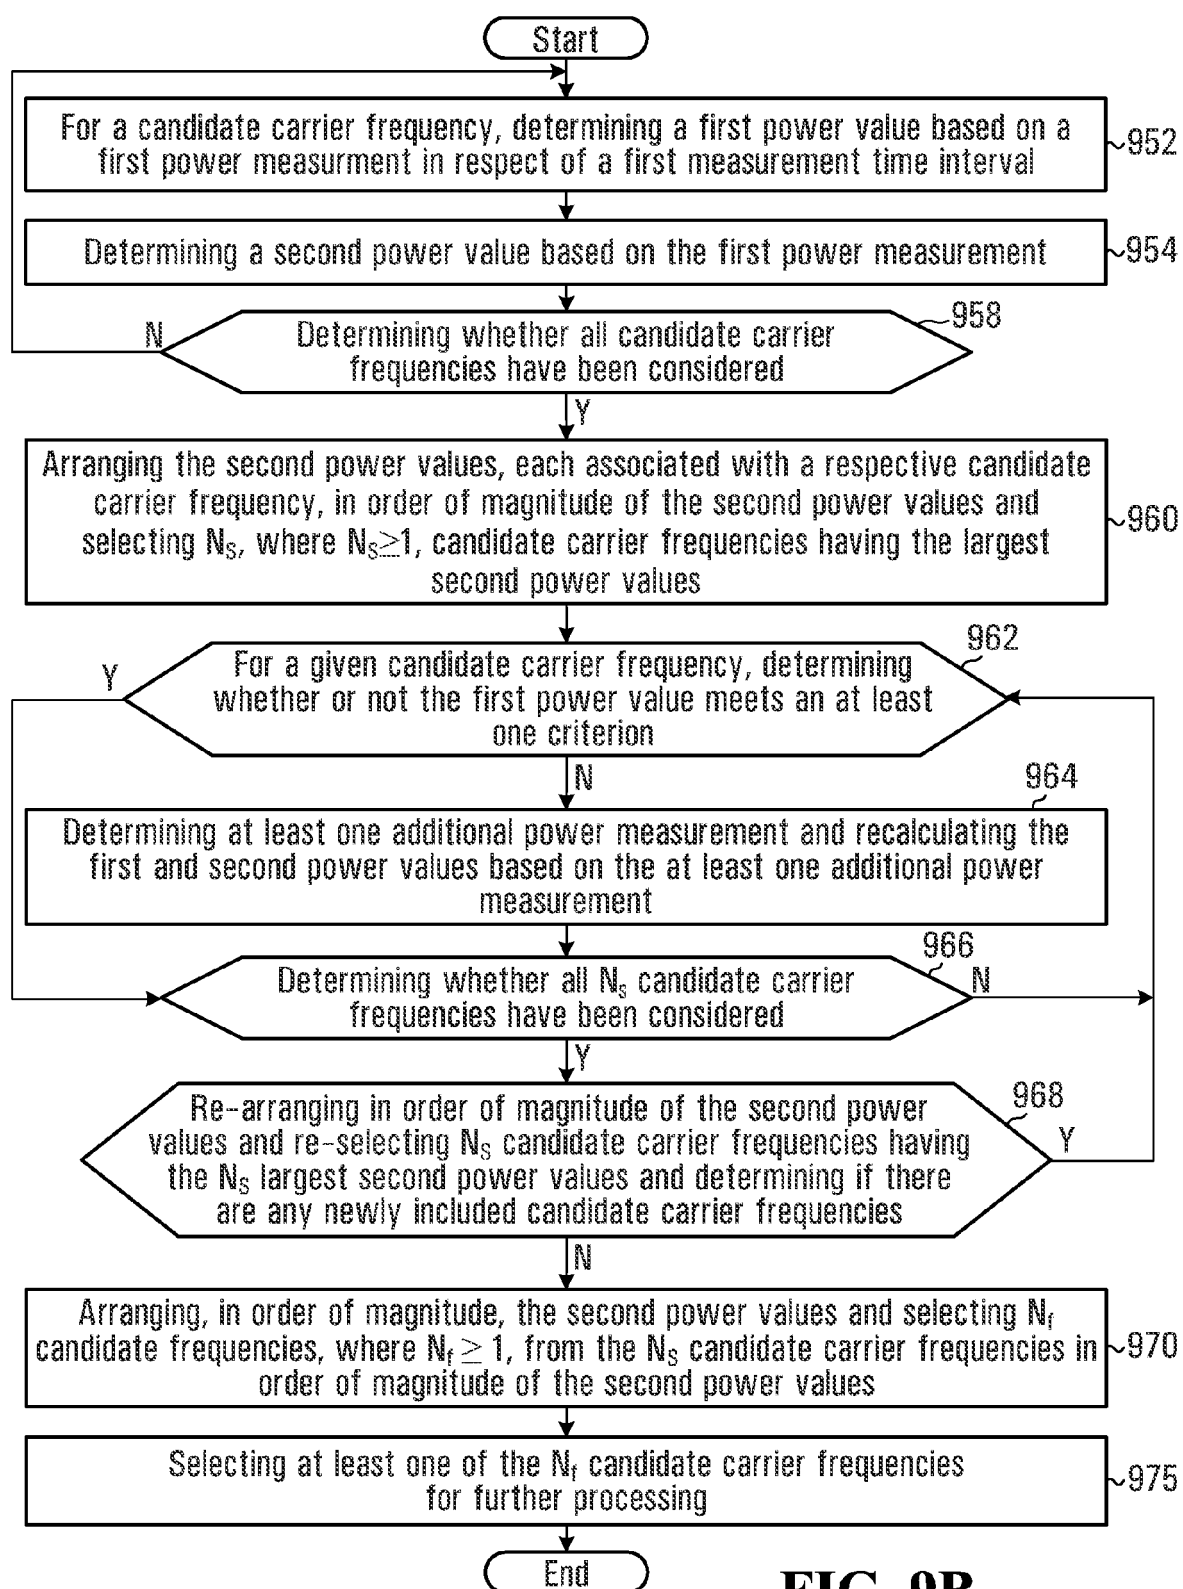 Start
For a candidate carrier frequency, determining a first power value based on a
first power measurment in respect of a first measurement time interval
952
Determining a second power value based on the first power measurement
954
958
N
Determining whether all candidate carrier
frequencies have been considered
Y
Arranging the second power values, each associated with a respective candidate
carrier frequency, in order of magnitude of the second power values and
selecting Nₛ, where Nₛ≥1, candidate carrier frequencies having the largest
second power values
960
962
Y
For a given candidate carrier frequency, determining
whether or not the first power value meets an at least
one criterion
N
964
Determining at least one additional power measurement and recalculating the
first and second power values based on the at least one additional power
measurement
966
Determining whether all Nₛ candidate carrier
frequencies have been considered
N
Y
968
Re-arranging in order of magnitude of the second power
values and re-selecting Nₛ candidate carrier frequencies having
the Nₛ largest second power values and determining if there
are any newly included candidate carrier frequencies
Y
N
Arranging, in order of magnitude, the second power values and selecting N_f
candidate frequencies, where N_f ≥ 1, from the Nₛ candidate carrier frequencies in
order of magnitude of the second power values
970
Selecting at least one of the N_f candidate carrier frequencies
for further processing
975
End
FIG. 9B